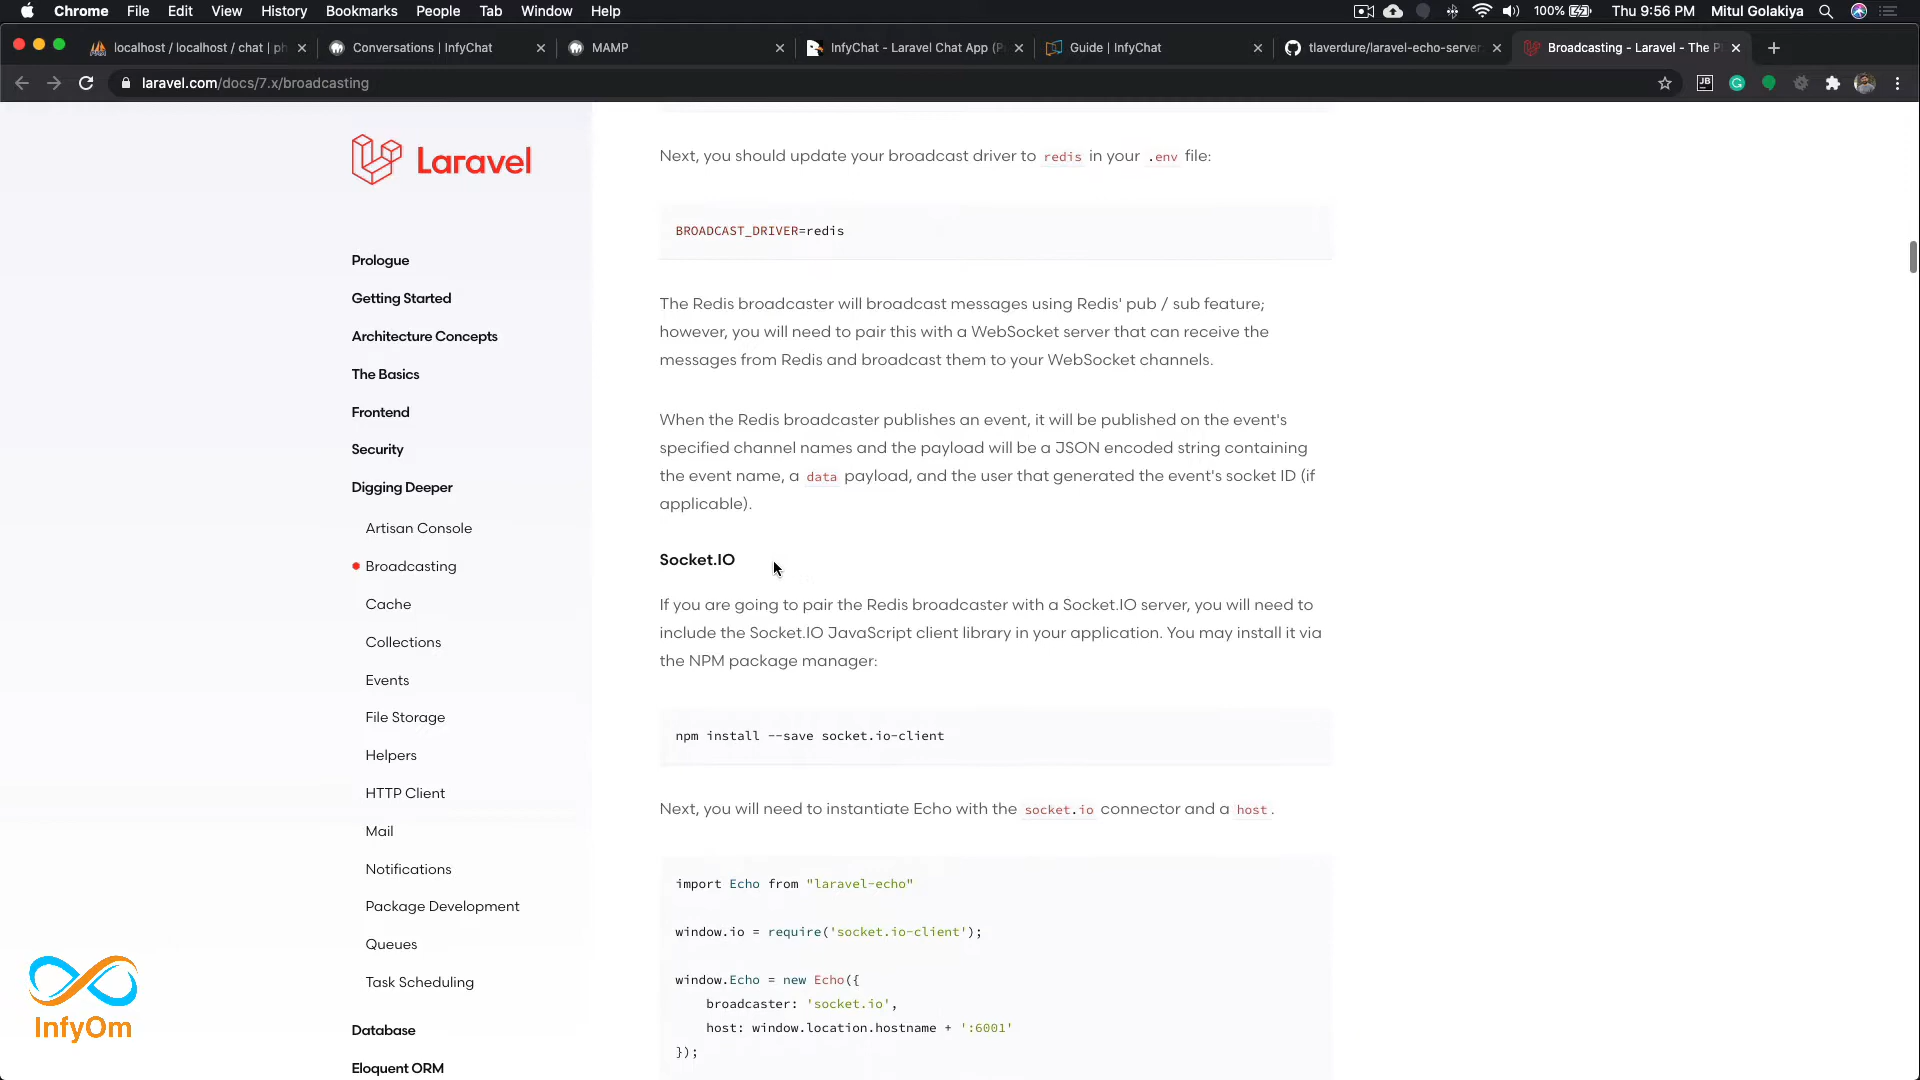 Chrome File Edit View History Bookmarks People Tab Window Help 100% Thu 9:56 PM Mitul Golakiya
localhost / localhost / chat | ph Conversations | InfyChat MAMP InfyChat - Laravel Chat App (P Guide | InfyChat tlaverdure/laravel-echo-server Broadcasting - Laravel - The P
laravel.com/docs/7.x/broadcasting
Laravel
Prologue
Getting Started
Architecture Concepts
The Basics
Frontend
Security
Digging Deeper
Artisan Console
Broadcasting
Cache
Collections
Events
File Storage
Helpers
HTTP Client
Mail
Notifications
Package Development
Queues
Task Scheduling
Database
Eloquent ORM
Next, you should update your broadcast driver to redis in your .env file:
BROADCAST_DRIVER=redis
The Redis broadcaster will broadcast messages using Redis' pub / sub feature;
however, you will need to pair this with a WebSocket server that can receive the
messages from Redis and broadcast them to your WebSocket channels.
When the Redis broadcaster publishes an event, it will be published on the event's
specified channel names and the payload will be a JSON encoded string containing
the event name, a data payload, and the user that generated the event's socket ID (if
applicable).
Socket.IO
If you are going to pair the Redis broadcaster with a Socket.IO server, you will need to
include the Socket.IO JavaScript client library in your application. You may install it via
the NPM package manager:
npm install --save socket.io-client
Next, you will need to instantiate Echo with the socket.io connector and a host.
import Echo from "laravel-echo"
window.io = require('socket.io-client');
window.Echo = new Echo({
broadcaster: 'socket.io',
host: window.location.hostname + ':6001'
});
InfyOm